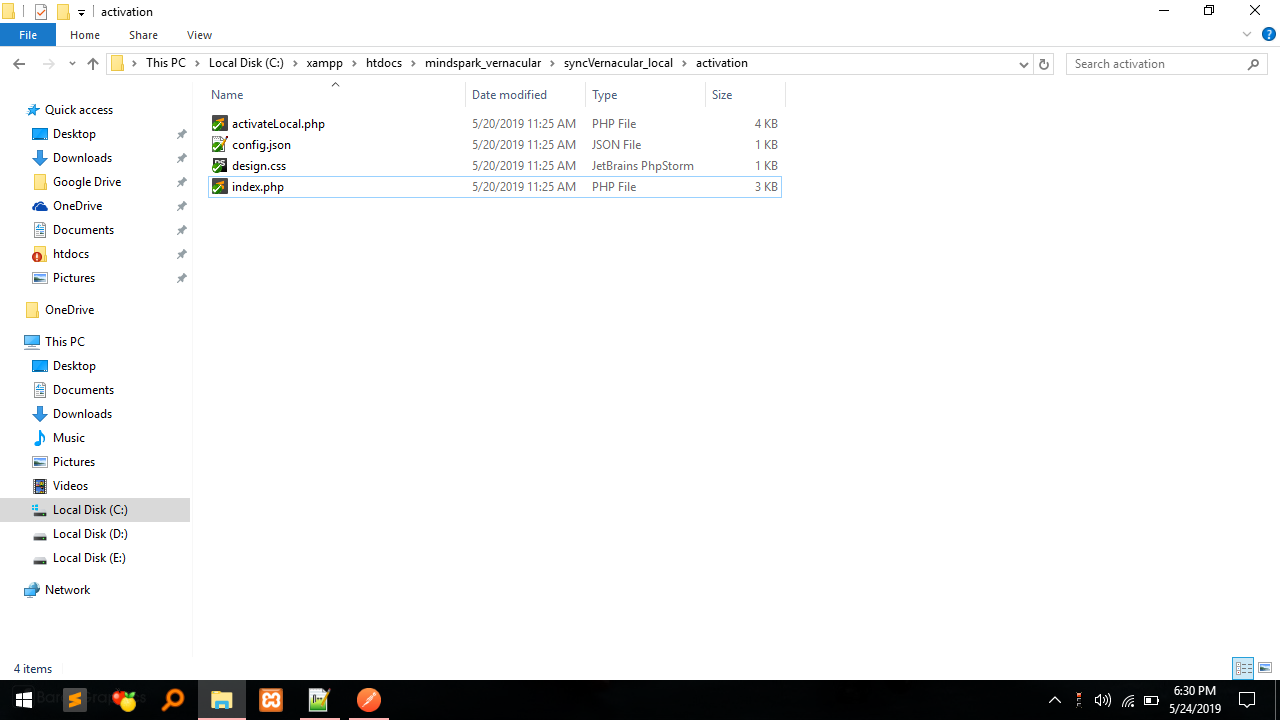 activation
File Home Share View
This PC Local Disk (C:) xampp htdocs mindspark_vernacular syncVernacular_local activation
Search activation
Name Date modified Type Size
activateLocal.php 5/20/2019 11:25 AM PHP File 4 KB
config.json 5/20/2019 11:25 AM JSON File 1 KB
design.css 5/20/2019 11:25 AM JetBrains PhpStorm 1 KB
index.php 5/20/2019 11:25 AM PHP File 3 KB
Quick access
Desktop
Downloads
Google Drive
OneDrive
Documents
htdocs
Pictures
OneDrive
This PC
Desktop
Documents
Downloads
Music
Pictures
Videos
Local Disk (C:)
Local Disk (D:)
Local Disk (E:)
Network
4 items
6:30 PM
5/24/2019